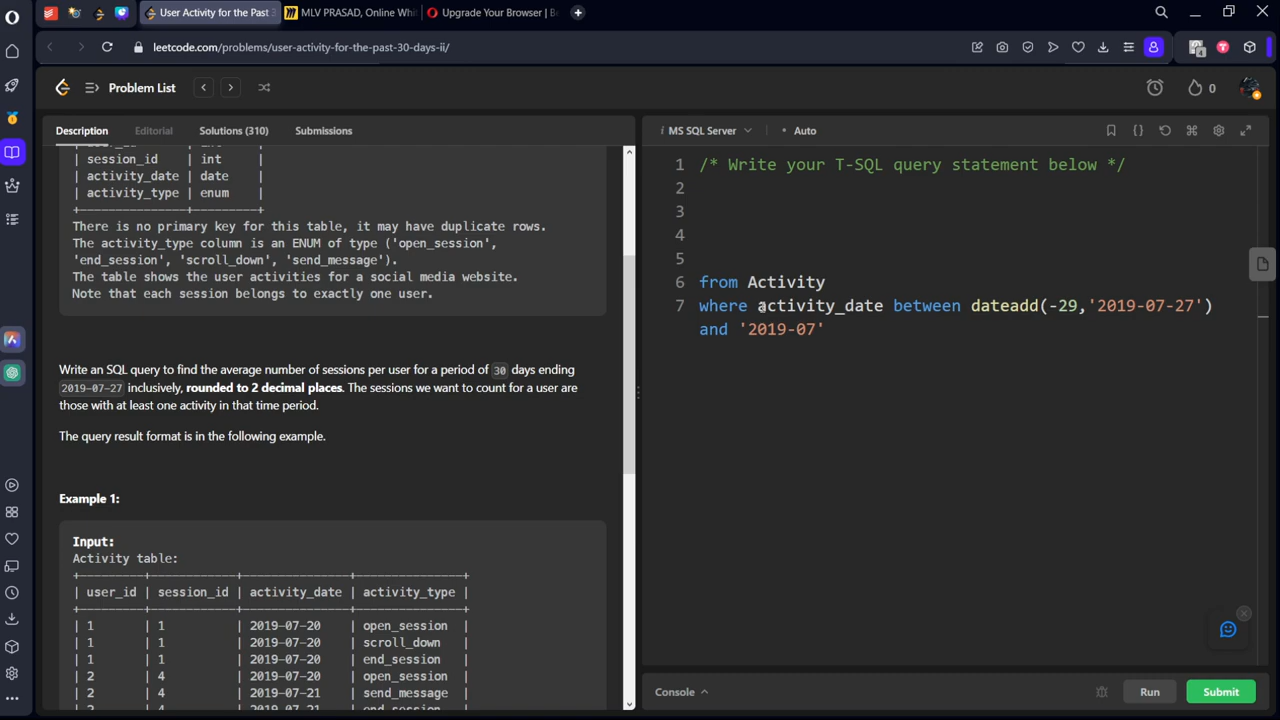 User Activity for the Past 3
MLV PRASAD, Online Whit
Upgrade Your Browser | Be
leetcode.com/problems/user-activity-for-the-past-30-days-ii/
4
Problem List
0
Description
Editorial
Solutions (310)
Submissions
i MS SQL Server
• Auto
| session_id | int |
| activity_date | date |
| activity_type | enum |
+---------------+---------+
There is no primary key for this table, it may have duplicate rows.
The activity_type column is an ENUM of type ('open_session',
'end_session', 'scroll_down', 'send_message').
The table shows the user activities for a social media website.
Note that each session belongs to exactly one user.
Write an SQL query to find the average number of sessions per user for a period of 30 days ending
2019-07-27 inclusively, rounded to 2 decimal places. The sessions we want to count for a user are
those with at least one activity in that time period.
The query result format is in the following example.
Example 1:
Input:
Activity table:
+---------+------------+---------------+---------------+
| user_id | session_id | activity_date | activity_type |
+---------+------------+---------------+---------------+
| 1 | 1 | 2019-07-20 | open_session |
| 1 | 1 | 2019-07-20 | scroll_down |
| 1 | 1 | 2019-07-20 | end_session |
| 2 | 4 | 2019-07-20 | open_session |
| 2 | 4 | 2019-07-21 | send_message |
| 2 | 4 | 2019-07-21 | end_session |
1 /* Write your T-SQL query statement below */
2
3
4
5
6 from Activity
7 where activity_date between dateadd(-29,'2019-07-27')
and '2019-07'
Console
Run
Submit